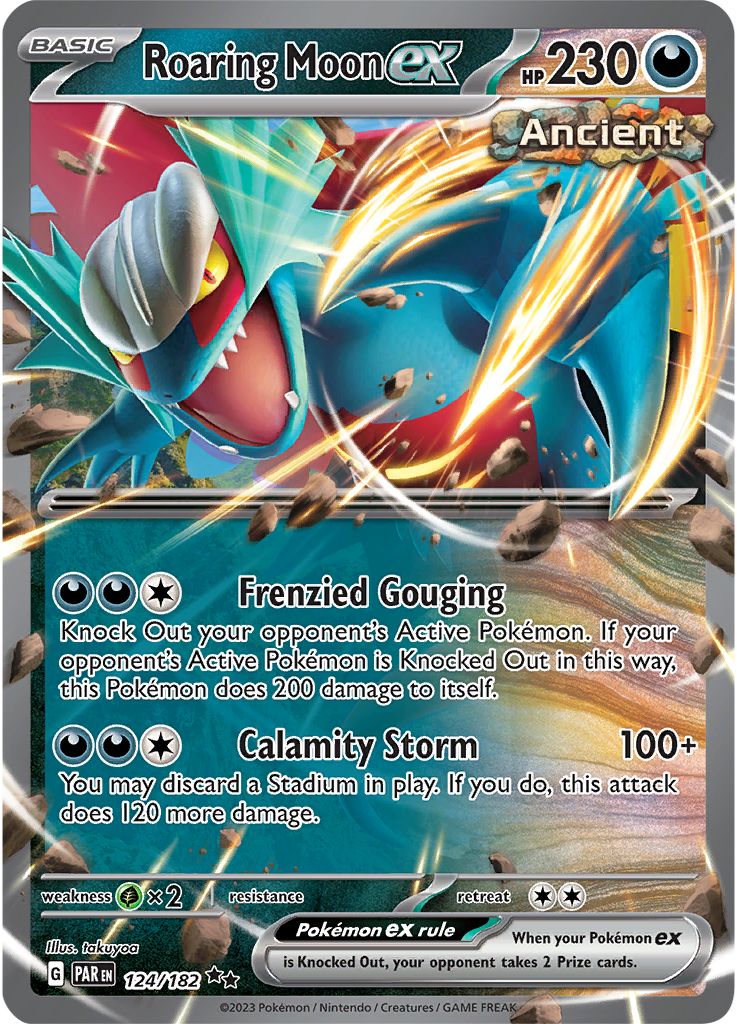 BASIC
Roaring Moon ex
HP 230
Ancient
Frenzied Gouging
Knock Out your opponent's Active Pokémon. If your
opponent's Active Pokémon is Knocked Out in this way,
this Pokémon does 200 damage to itself.
Calamity Storm 100+
You may discard a Stadium in play. If you do, this attack
does 120 more damage.
weakness ×2 resistance retreat
Illus. takuyoa
Pokémon ex rule
When your Pokémon ex
is Knocked Out, your opponent takes 2 Prize cards.
G PAR EN 124/182
©2023 Pokémon / Nintendo / Creatures / GAME FREAK